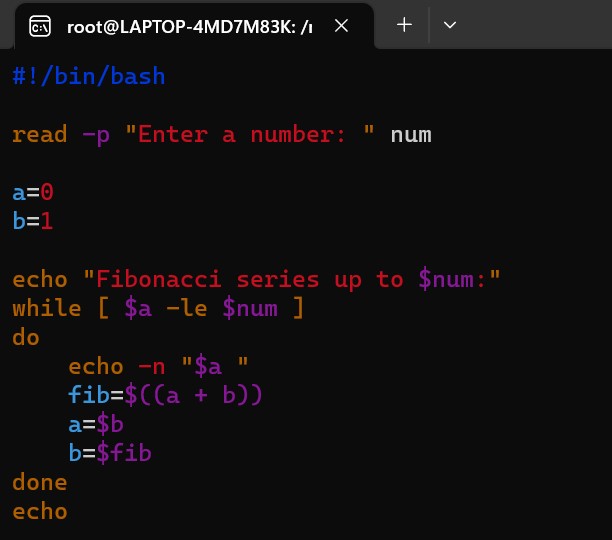 root@LAPTOP-4MD7M83K: /
#!/bin/bash
read -p "Enter a number: " num
a=0
b=1
echo "Fibonacci series up to $num:"
while [ $a -le $num ]
do
    echo -n "$a "
    fib=$((a + b))
    a=$b
    b=$fib
done
echo